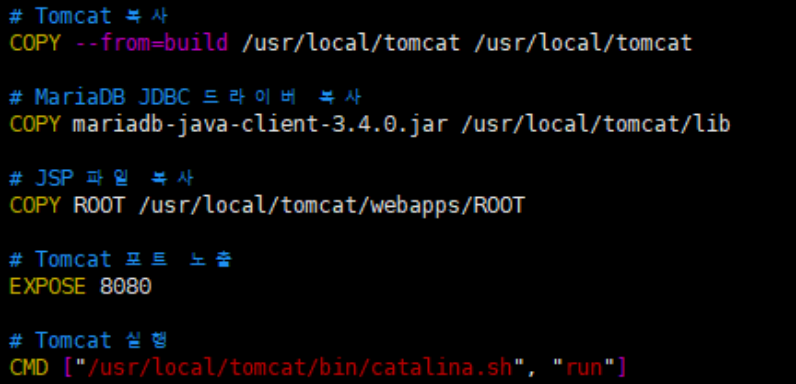 # Tomcat 복사
COPY --from=build /usr/local/tomcat /usr/local/tomcat
# MariaDB JDBC 드라이버 복사
COPY mariadb-java-client-3.4.0.jar /usr/local/tomcat/lib
# JSP 파일 복사
COPY ROOT /usr/local/tomcat/webapps/ROOT
# Tomcat 포트 노출
EXPOSE 8080
# Tomcat 실행
CMD ["/usr/local/tomcat/bin/catalina.sh", "run"]